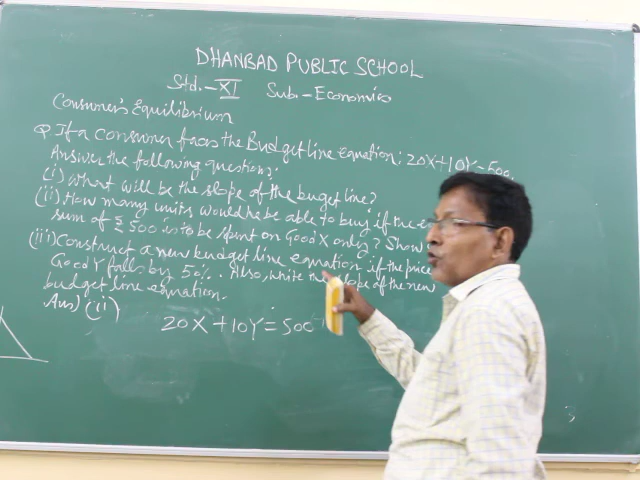 DHANBAD PUBLIC SCHOOL
Std.-XI Sub.-Economics
Consumer's Equilibrium
Q. If a consumer faces the Budget line equation; 20X+10Y=500,
Answer the following question:
(i) What will be the slope of the buget line?
(ii) How many units would he be able to buy if the
sum of ₹ 500 is to be spent on Good X only? Show
(iii) Construct a new budget line equation if the price
Good Y falls by 50%. Also, write the slope of the new
budget line equation.
Ans) (ii)
20X+10Y=500